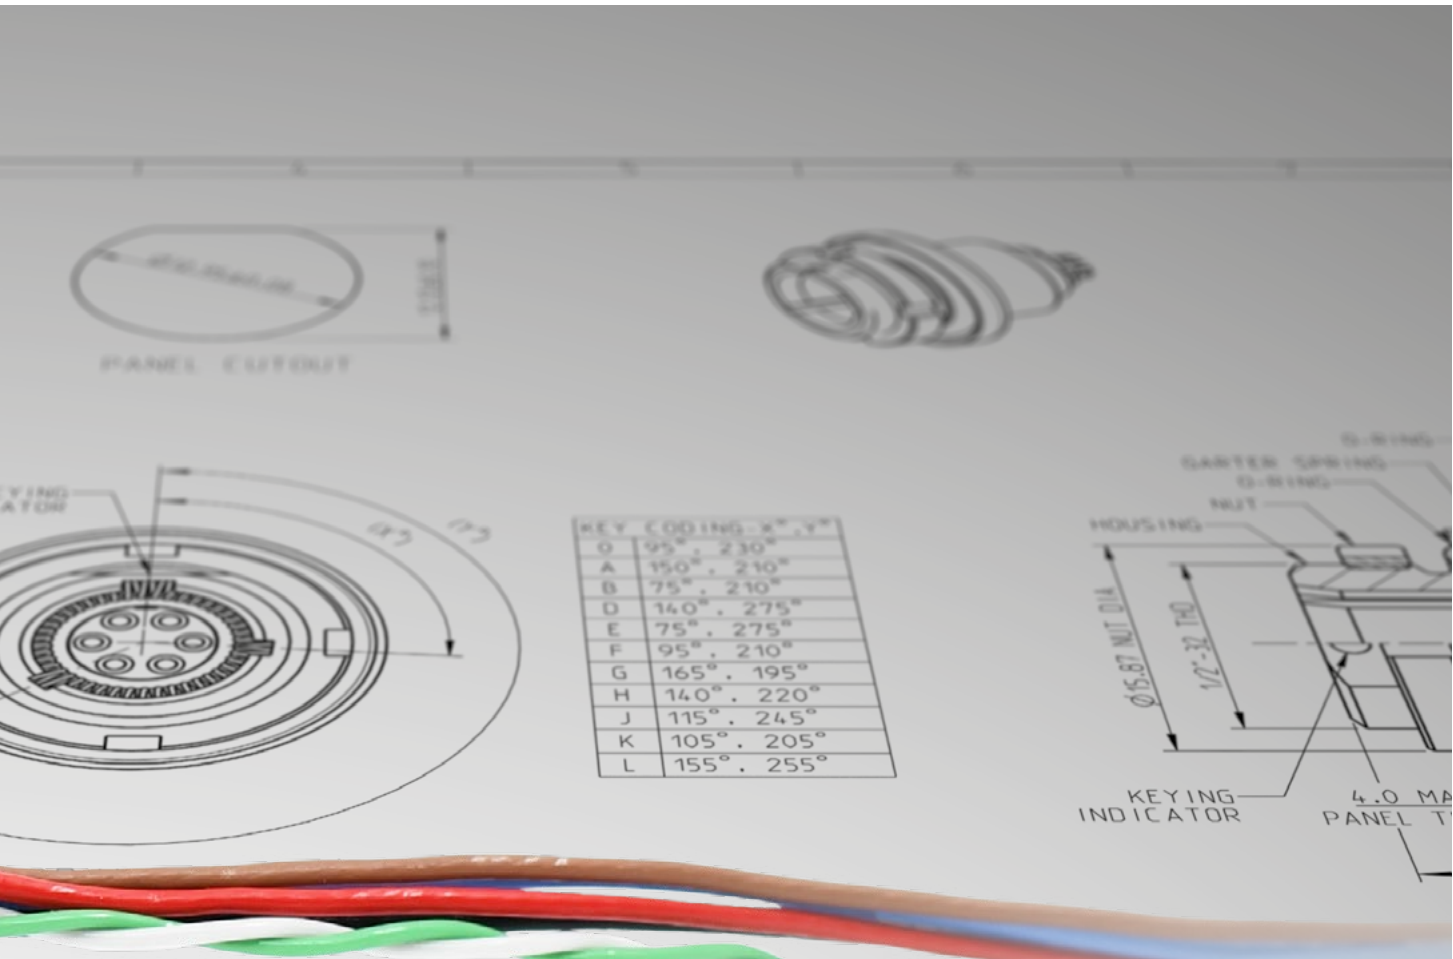 PANEL CUTOUT
KEY CODING-X°.Y°
0 95°. 230°
A 150°. 210°
B 75°. 210°
D 140°. 275°
E 75°. 275°
F 95°. 210°
G 165°. 195°
H 140°. 220°
J 115°. 245°
K 105°. 205°
L 155°. 255°
O-RING
GARTER SPRING
O-RING
NUT
HOUSING
Ø15.87 NUT DIA
1/2"-32 THD
KEYING
INDICATOR
4.0 MA
PANEL T